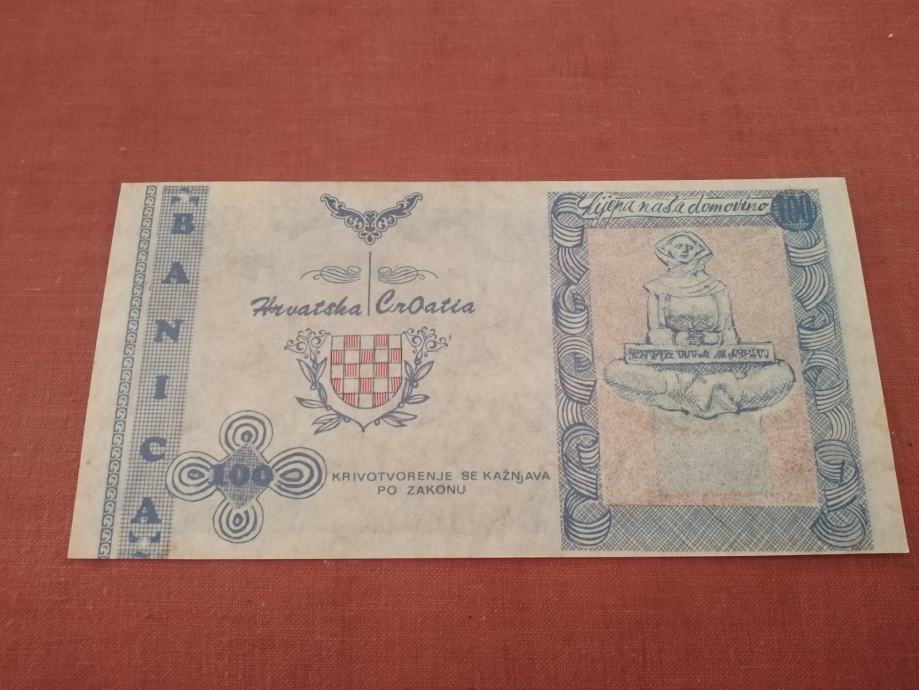 BANICA
Hrvatska CrOatia
100
KRIVOTVORENJE SE KAŽNjAVA
PO ZAKONU
Lijepa naša domovino
100